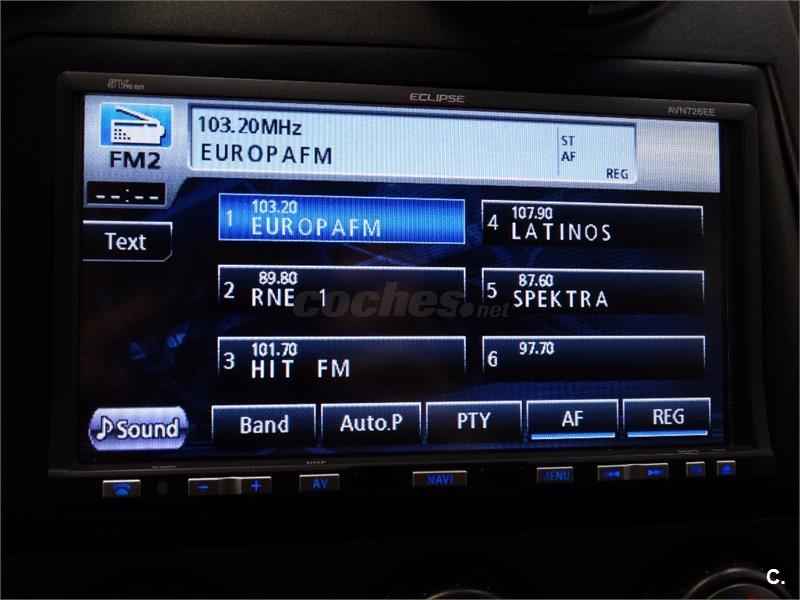 5V PRE OUT
ECLIPSE
AVN726EE
FM2
103.20MHz
EUROPAFM
ST
AF
REG
--:--
Text
1 103.20 EUROPAFM
4 107.90 LATINOS
2 89.80 RNE 1
5 87.60 SPEKTRA
coches.net
3 101.70 HIT FM
6 97.70
Sound
Band
Auto.P
PTY
AF
REG
DISP
- +
AV
NAVI
MENU
TP
C.